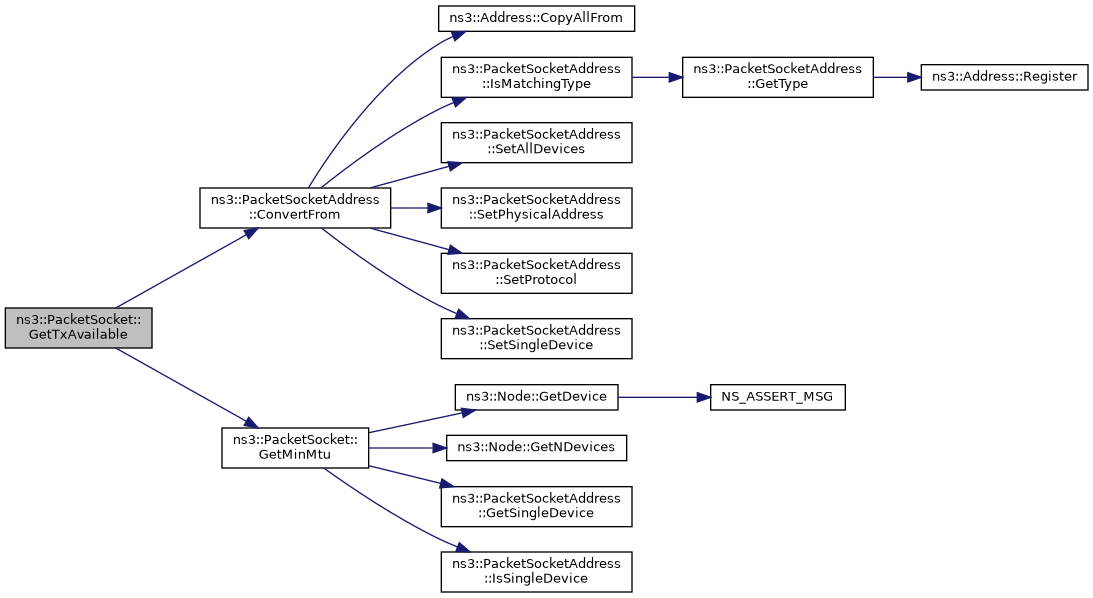 ns3::Address::CopyAllFrom
ns3::PacketSocketAddress
::IsMatchingType
ns3::PacketSocketAddress
::GetType
ns3::Address::Register
ns3::PacketSocketAddress
::SetAllDevices
ns3::PacketSocketAddress
::ConvertFrom
ns3::PacketSocketAddress
::SetPhysicalAddress
ns3::PacketSocketAddress
::SetProtocol
ns3::PacketSocket::
GetTxAvailable
ns3::PacketSocketAddress
::SetSingleDevice
ns3::Node::GetDevice
NS_ASSERT_MSG
ns3::PacketSocket::
GetMinMtu
ns3::Node::GetNDevices
ns3::PacketSocketAddress
::GetSingleDevice
ns3::PacketSocketAddress
::IsSingleDevice